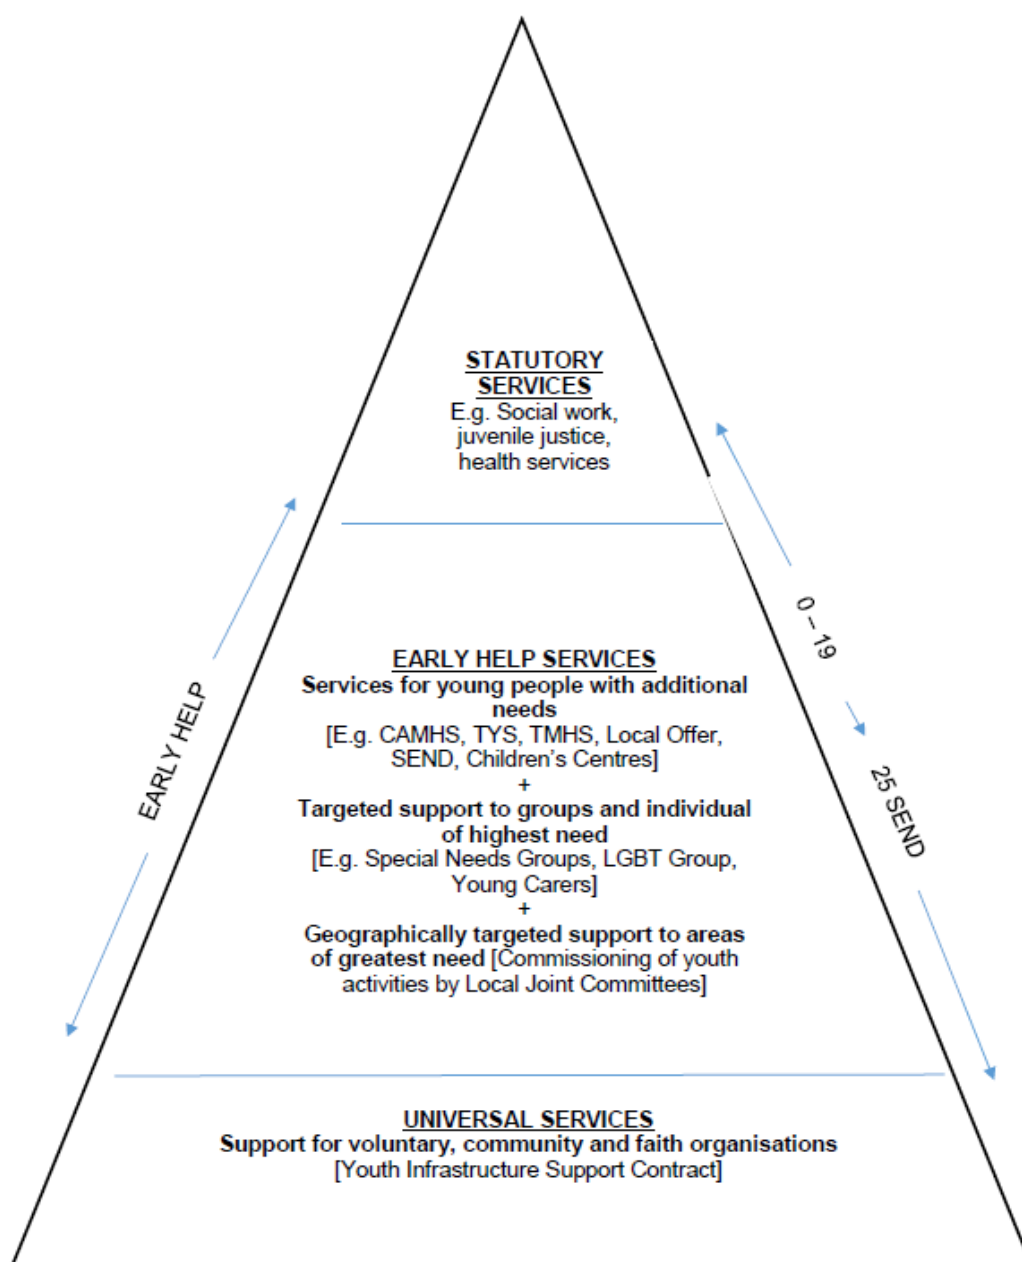 STATUTORY
SERVICES
E.g. Social work,
juvenile justice,
health services
EARLY HELP
0 – 19
25 SEND
EARLY HELP SERVICES
Services for young people with additional
needs
[E.g. CAMHS, TYS, TMHS, Local Offer,
SEND, Children’s Centres]
+
Targeted support to groups and individual
of highest need
[E.g. Special Needs Groups, LGBT Group,
Young Carers]
+
Geographically targeted support to areas
of greatest need [Commissioning of youth
activities by Local Joint Committees]
UNIVERSAL SERVICES
Support for voluntary, community and faith organisations
[Youth Infrastructure Support Contract]